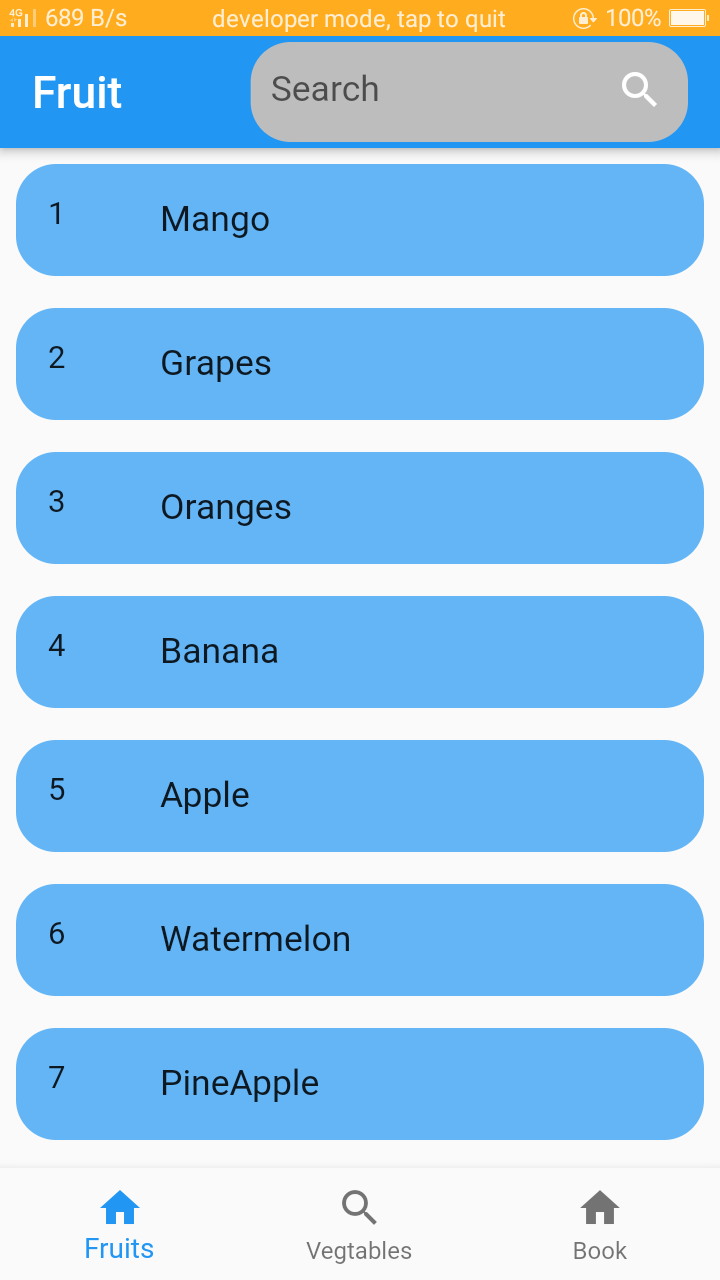 4G 689 B/s developer mode, tap to quit 100%
Fruit Search
1 Mango
2 Grapes
3 Oranges
4 Banana
5 Apple
6 Watermelon
7 PineApple
Fruits Vegtables Book